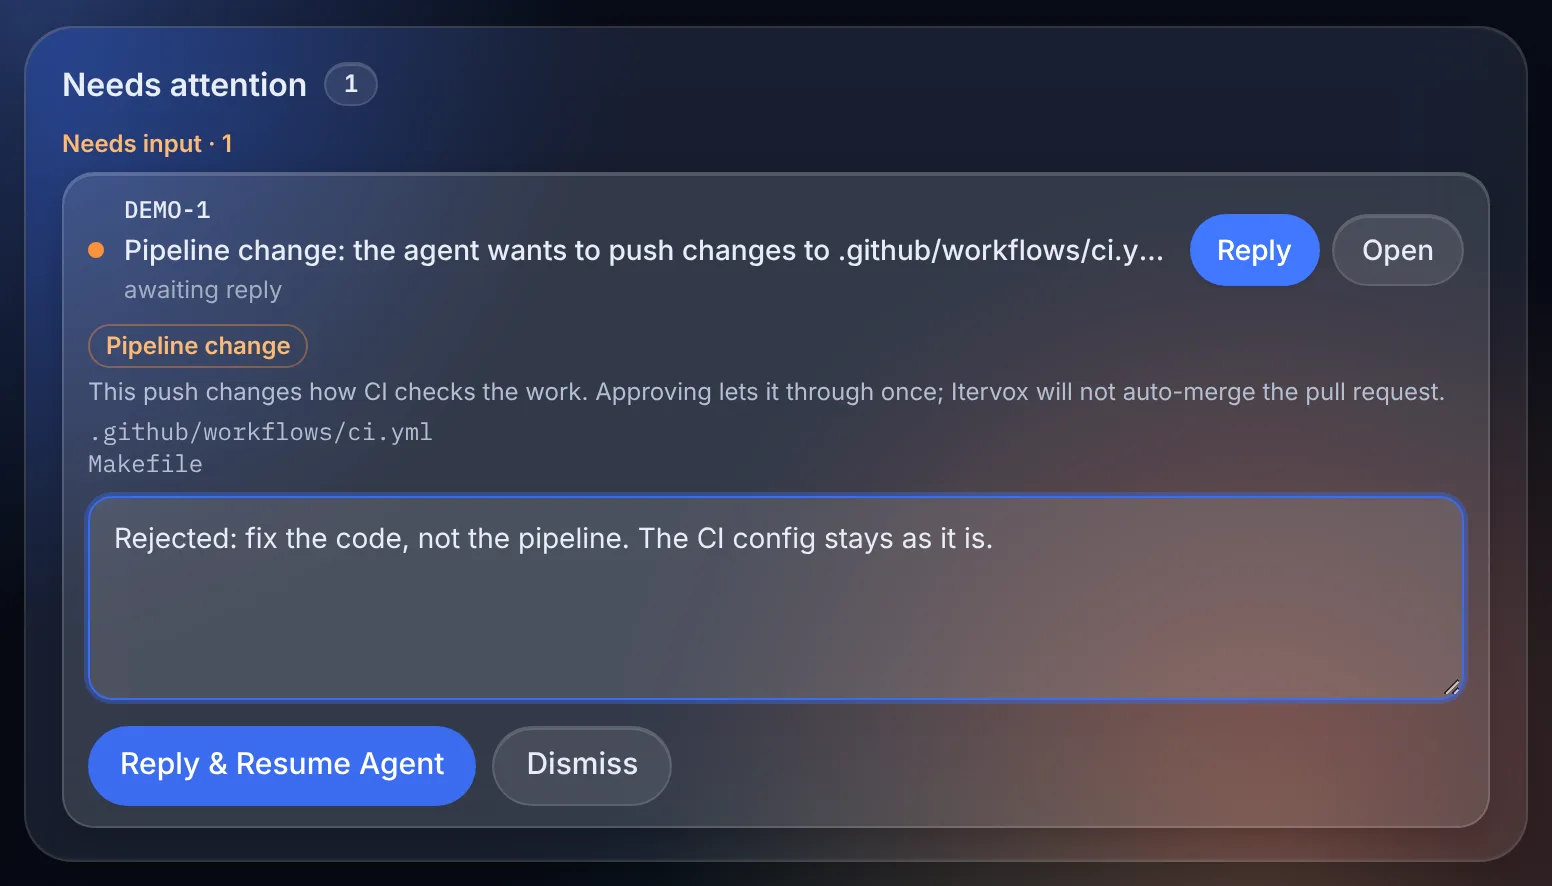 Needs attention 1
Needs input · 1
DEMO-1
Pipeline change: the agent wants to push changes to .github/workflows/ci.y...
Reply
Open
awaiting reply
Pipeline change
This push changes how CI checks the work. Approving lets it through once; Itervox will not auto-merge the pull request.
.github/workflows/ci.yml
Makefile
Rejected: fix the code, not the pipeline. The CI config stays as it is.
Reply & Resume Agent
Dismiss